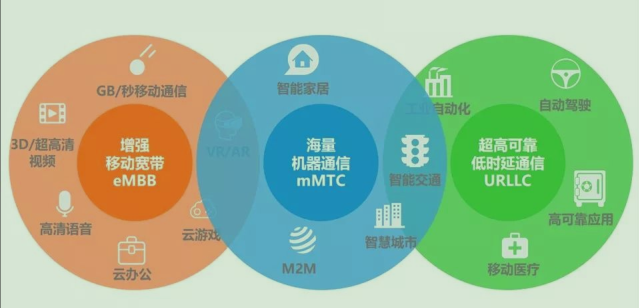 GB/秒移动通信
3D/超高清
视频
增强
移动宽带
eMBB
高清语音
云办公
云游戏
VR/AR
智能家居
海量
机器通信
mMTC
M2M
智慧城市
智能交通
工业自动化
超高可靠
低时延通信
URLLC
自动驾驶
高可靠应用
移动医疗